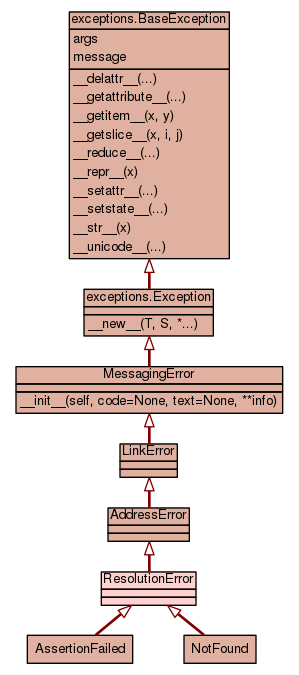 exceptions.BaseException
args
message
__delattr__(...)
__getattribute__(...)
__getitem__(x, y)
__getslice__(x, i, j)
__reduce__(...)
__repr__(x)
__setattr__(...)
__setstate__(...)
__str__(x)
__unicode__(...)
exceptions.Exception
__new__(T, S, *...)
MessagingError
__init__(self, code=None, text=None, **info)
LinkError
AddressError
ResolutionError
AssertionFailed
NotFound